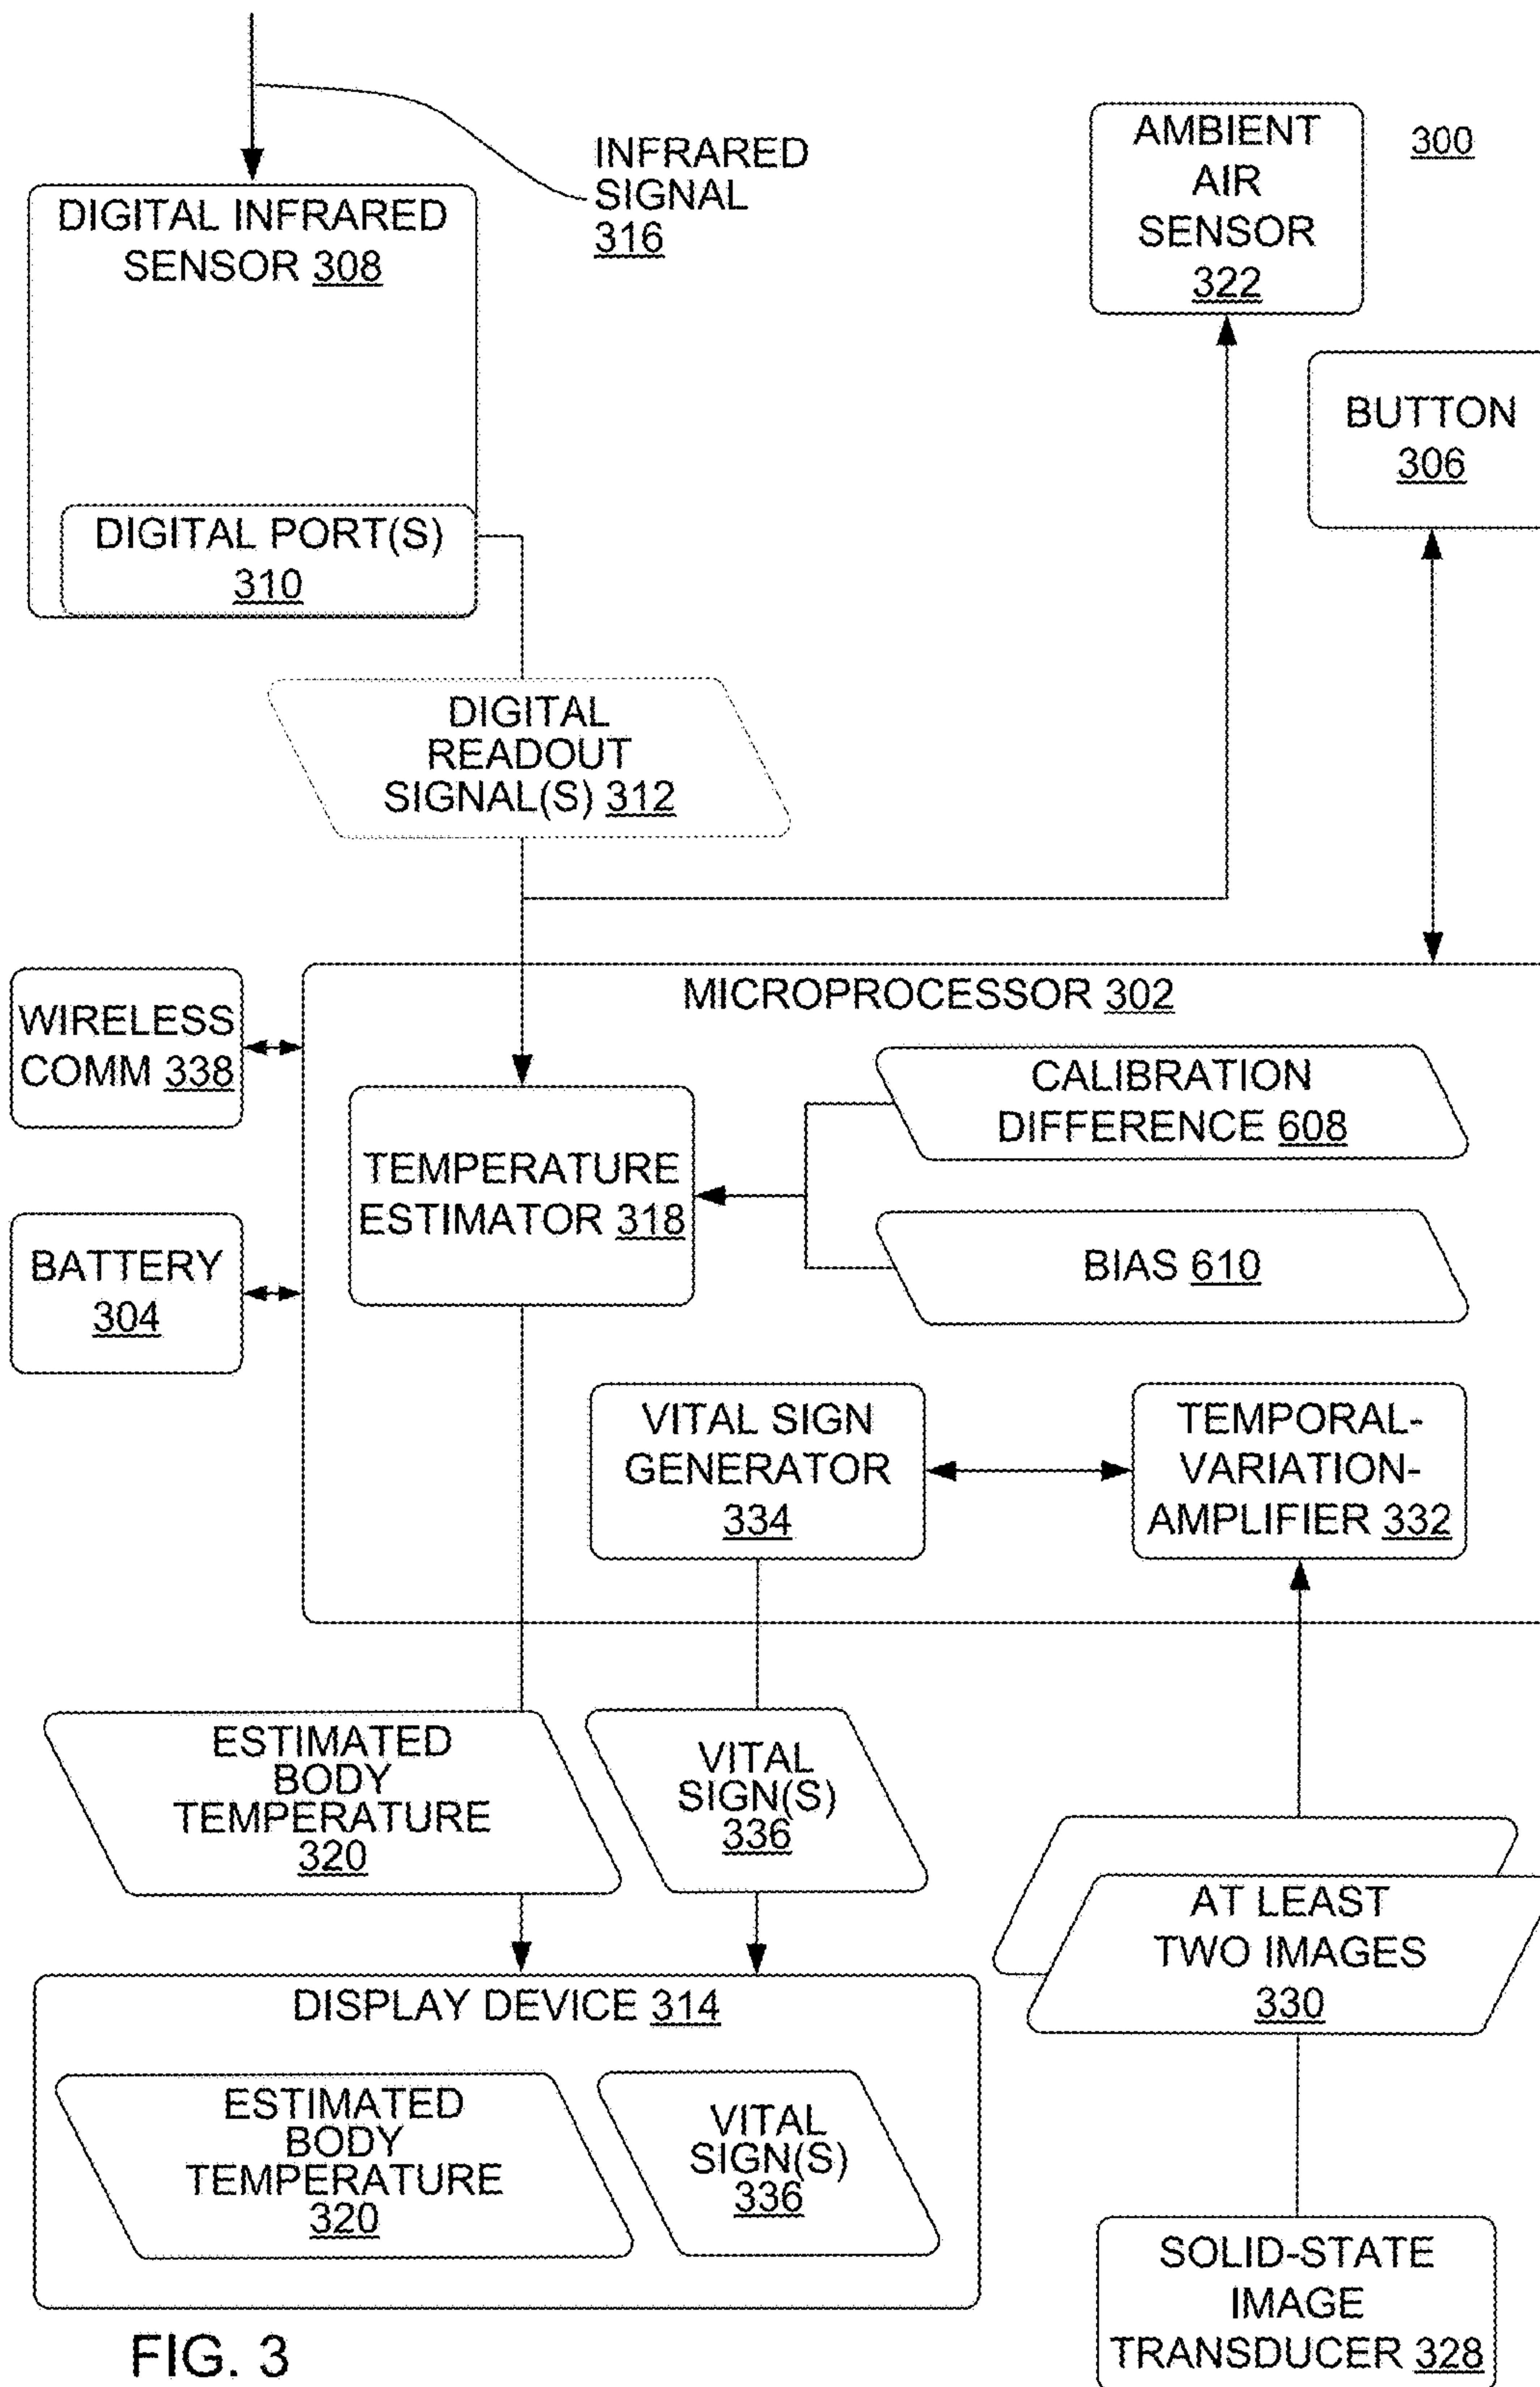 INFRARED
SIGNAL
316
AMBIENT
AIR
SENSOR
322
300
DIGITAL INFRARED
SENSOR 308
BUTTON
306
DIGITAL PORT(S)
310
DIGITAL
READOUT
SIGNAL(S) 312
MICROPROCESSOR 302
WIRELESS
COMM 338
CALIBRATION
DIFFERENCE 608
TEMPERATURE
ESTIMATOR 318
BATTERY
304
BIAS 610
VITAL SIGN
GENERATOR
334
TEMPORAL-
VARIATION-
AMPLIFIER 332
ESTIMATED
BODY
TEMPERATURE
320
VITAL
SIGN(S)
336
AT LEAST
TWO IMAGES
330
DISPLAY DEVICE 314
ESTIMATED
BODY
TEMPERATURE
320
VITAL
SIGN(S)
336
SOLID-STATE
IMAGE
TRANSDUCER 328
FIG. 3